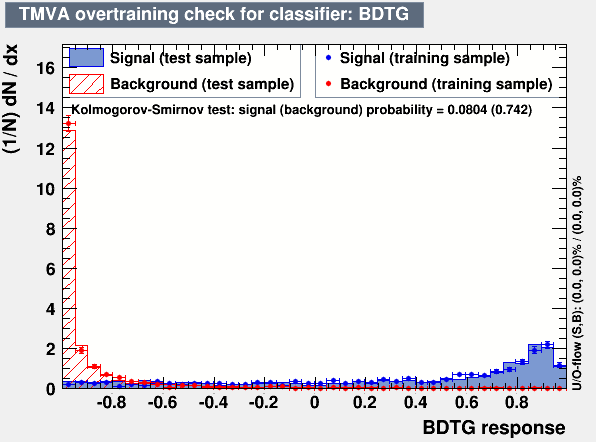 TMVA overtraining check for classifier: BDTG
(1/N) dN / dx
Signal (test sample)
Background (test sample)
Signal (training sample)
Background (training sample)
Kolmogorov-Smirnov test: signal (background) probability = 0.0804 (0.742)
16
14
12
10
8
6
4
2
0
-0.8 -0.6 -0.4 -0.2 0 0.2 0.4 0.6 0.8
BDTG response
U/O-flow (S,B): (0.0, 0.0)% / (0.0, 0.0)%